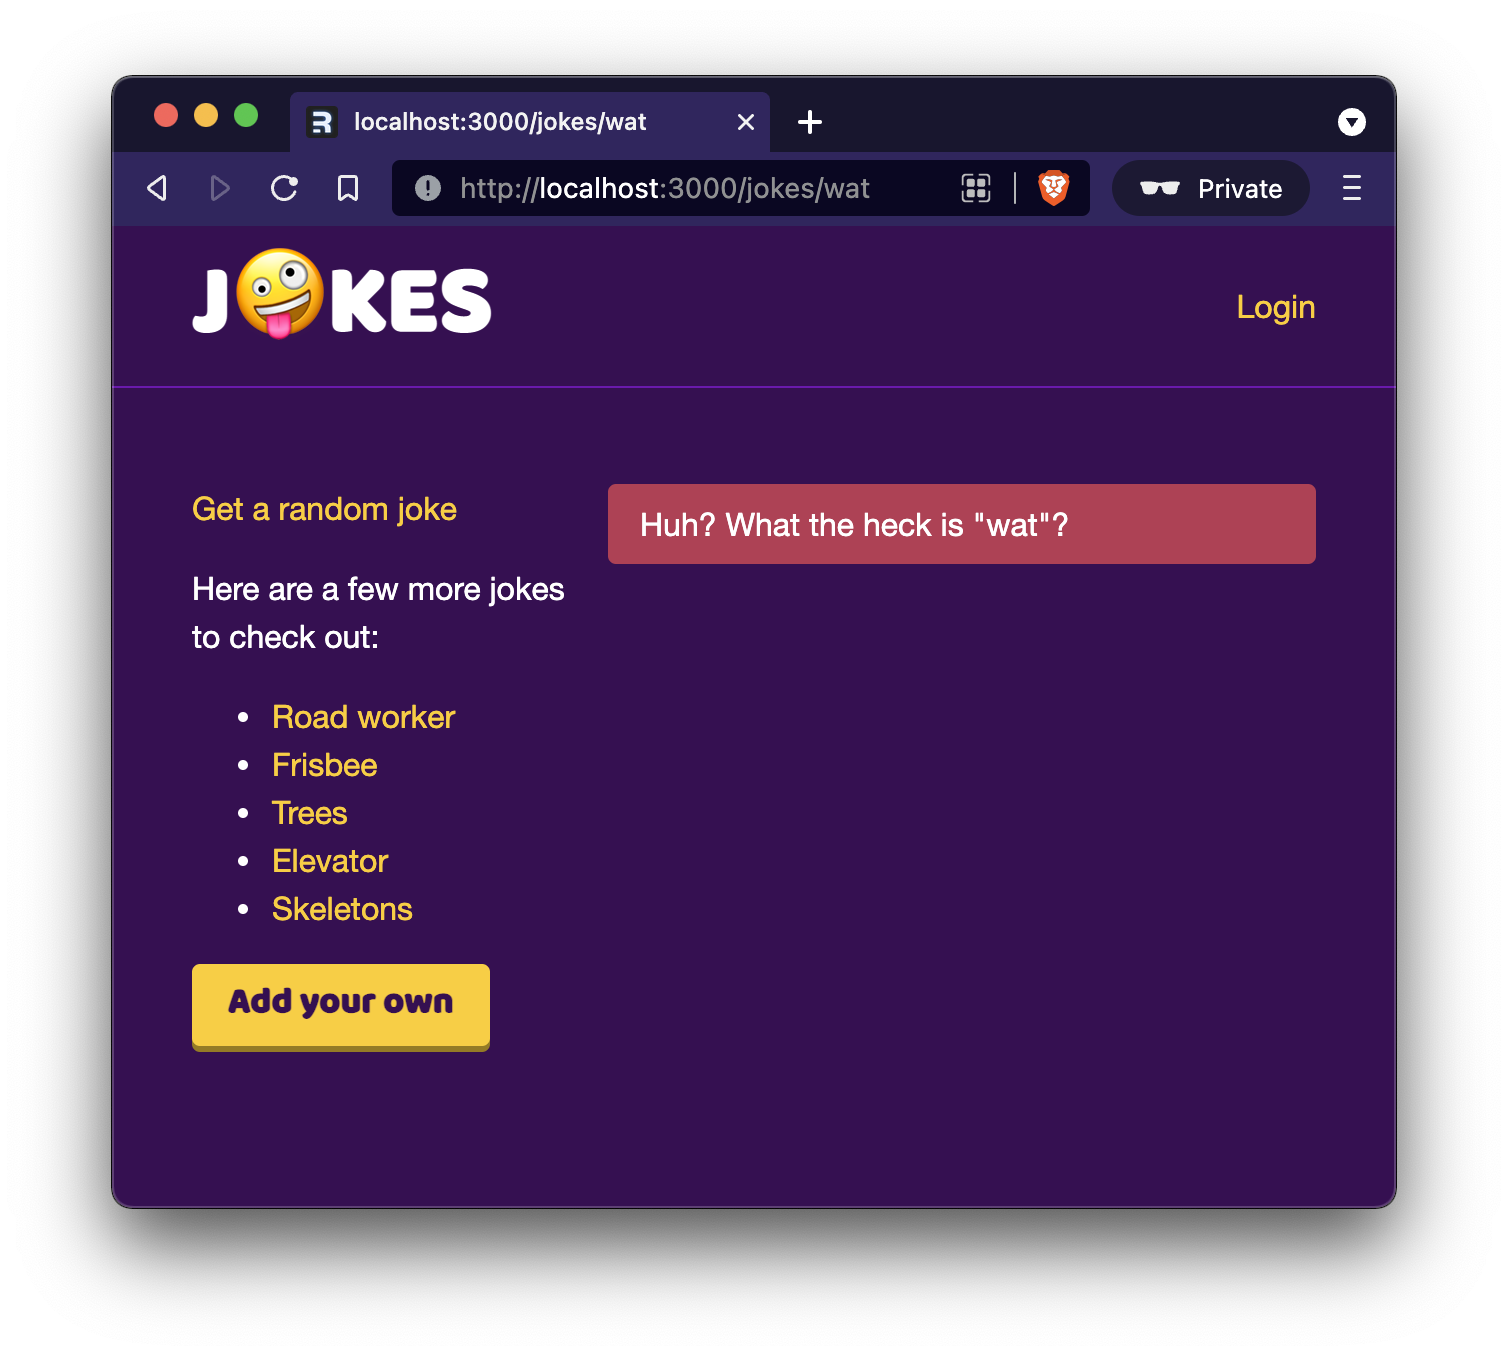 localhost:3000/jokes/wat
http://localhost:3000/jokes/wat
Private
J🤪KES
Login
Get a random joke
Huh? What the heck is "wat"?
Here are a few more jokes
to check out:
Road worker
Frisbee
Trees
Elevator
Skeletons
Add your own